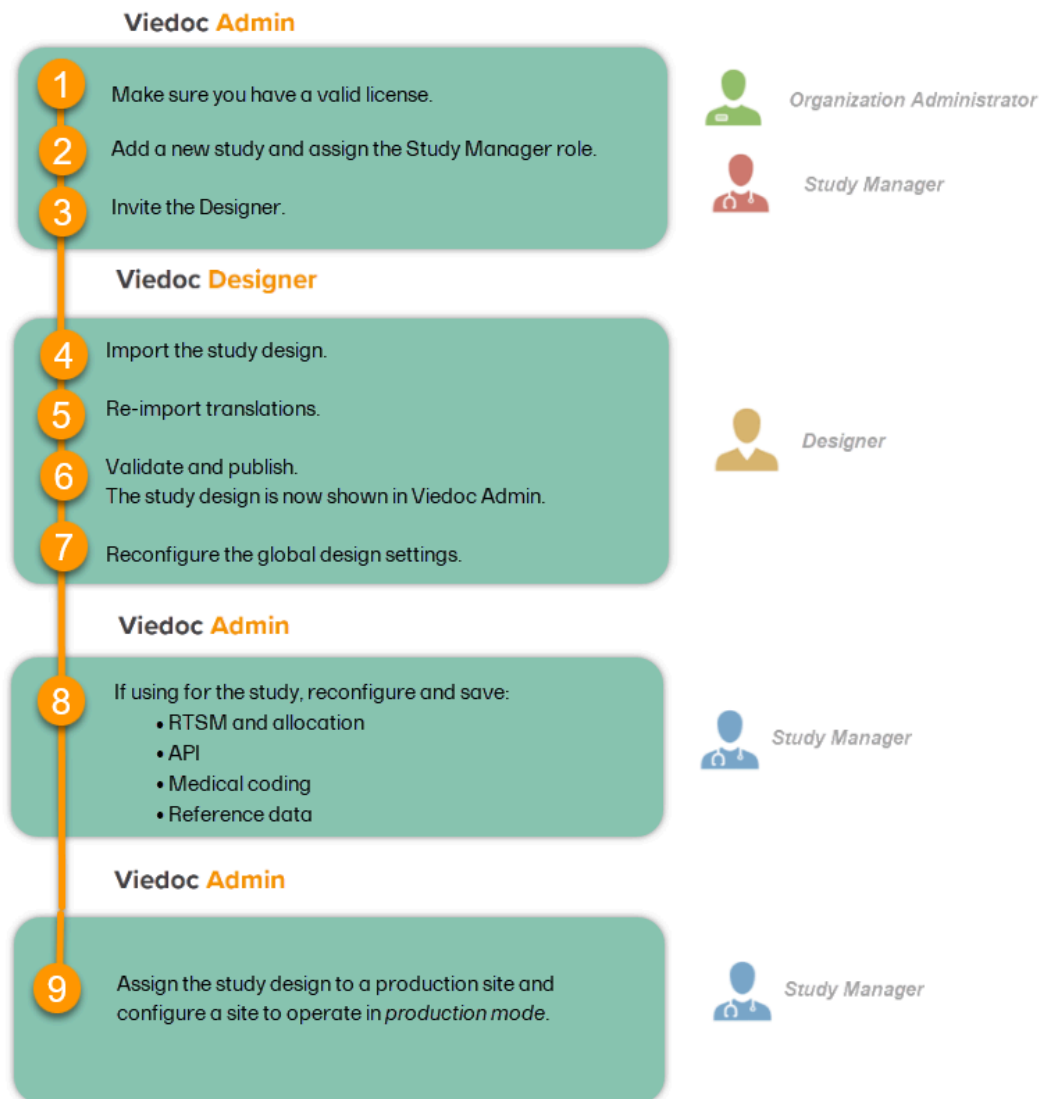 Viedoc Admin
1
Make sure you have a valid license.
Organization Administrator
2
Add a new study and assign the Study Manager role.
Study Manager
3
Invite the Designer.
Viedoc Designer
4
Import the study design.
5
Re-import translations.
Designer
6
Validate and publish.
The study design is now shown in Viedoc Admin.
7
Reconfigure the global design settings.
Viedoc Admin
8
If using for the study, reconfigure and save:
• RTSM and allocation
• API
• Medical coding
• Reference data
Study Manager
Viedoc Admin
9
Assign the study design to a production site and
configure a site to operate in production mode.
Study Manager